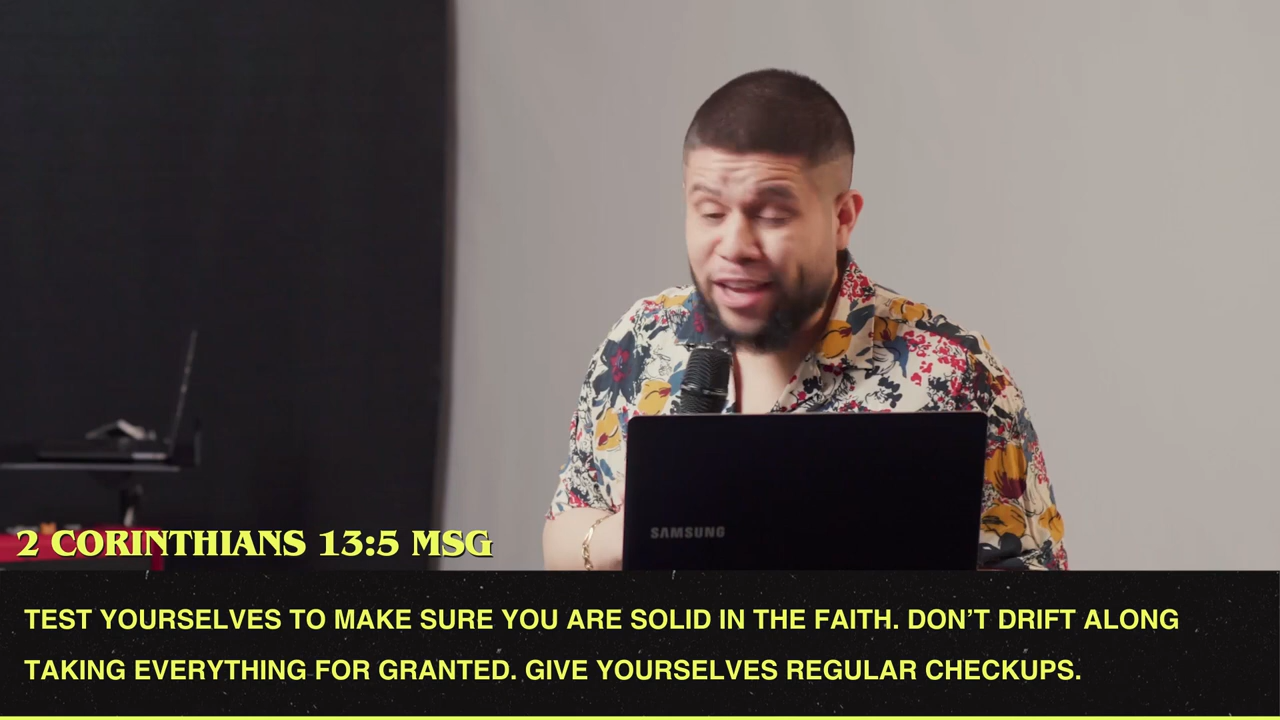 SAMSUNG
2 CORINTHIANS 13:5 MSG
TEST YOURSELVES TO MAKE SURE YOU ARE SOLID IN THE FAITH. DON'T DRIFT ALONG
TAKING EVERYTHING FOR GRANTED. GIVE YOURSELVES REGULAR CHECKUPS.